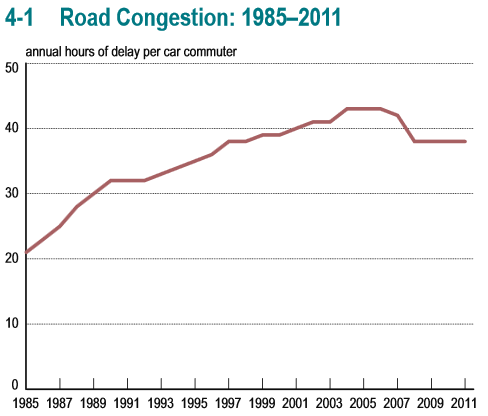 4-1 Road Congestion: 1985–2011
annual hours of delay per car commuter
50
40
30
20
10
0
1985 1987 1989 1991 1993 1995 1997 1999 2001 2003 2005 2007 2009 2011